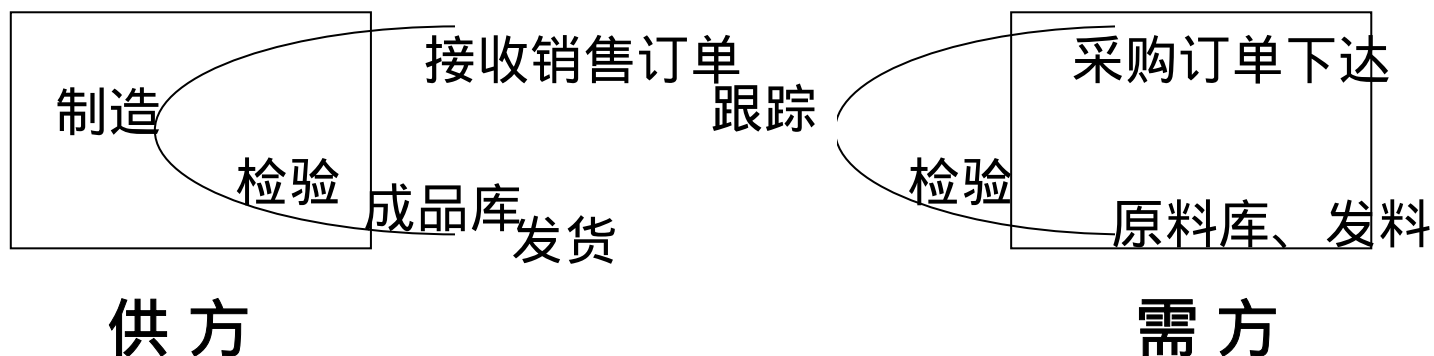 接收销售订单
采购订单下达
制造
跟踪
检验
检验
成品库
发货
原料库、发料
供 方
需 方